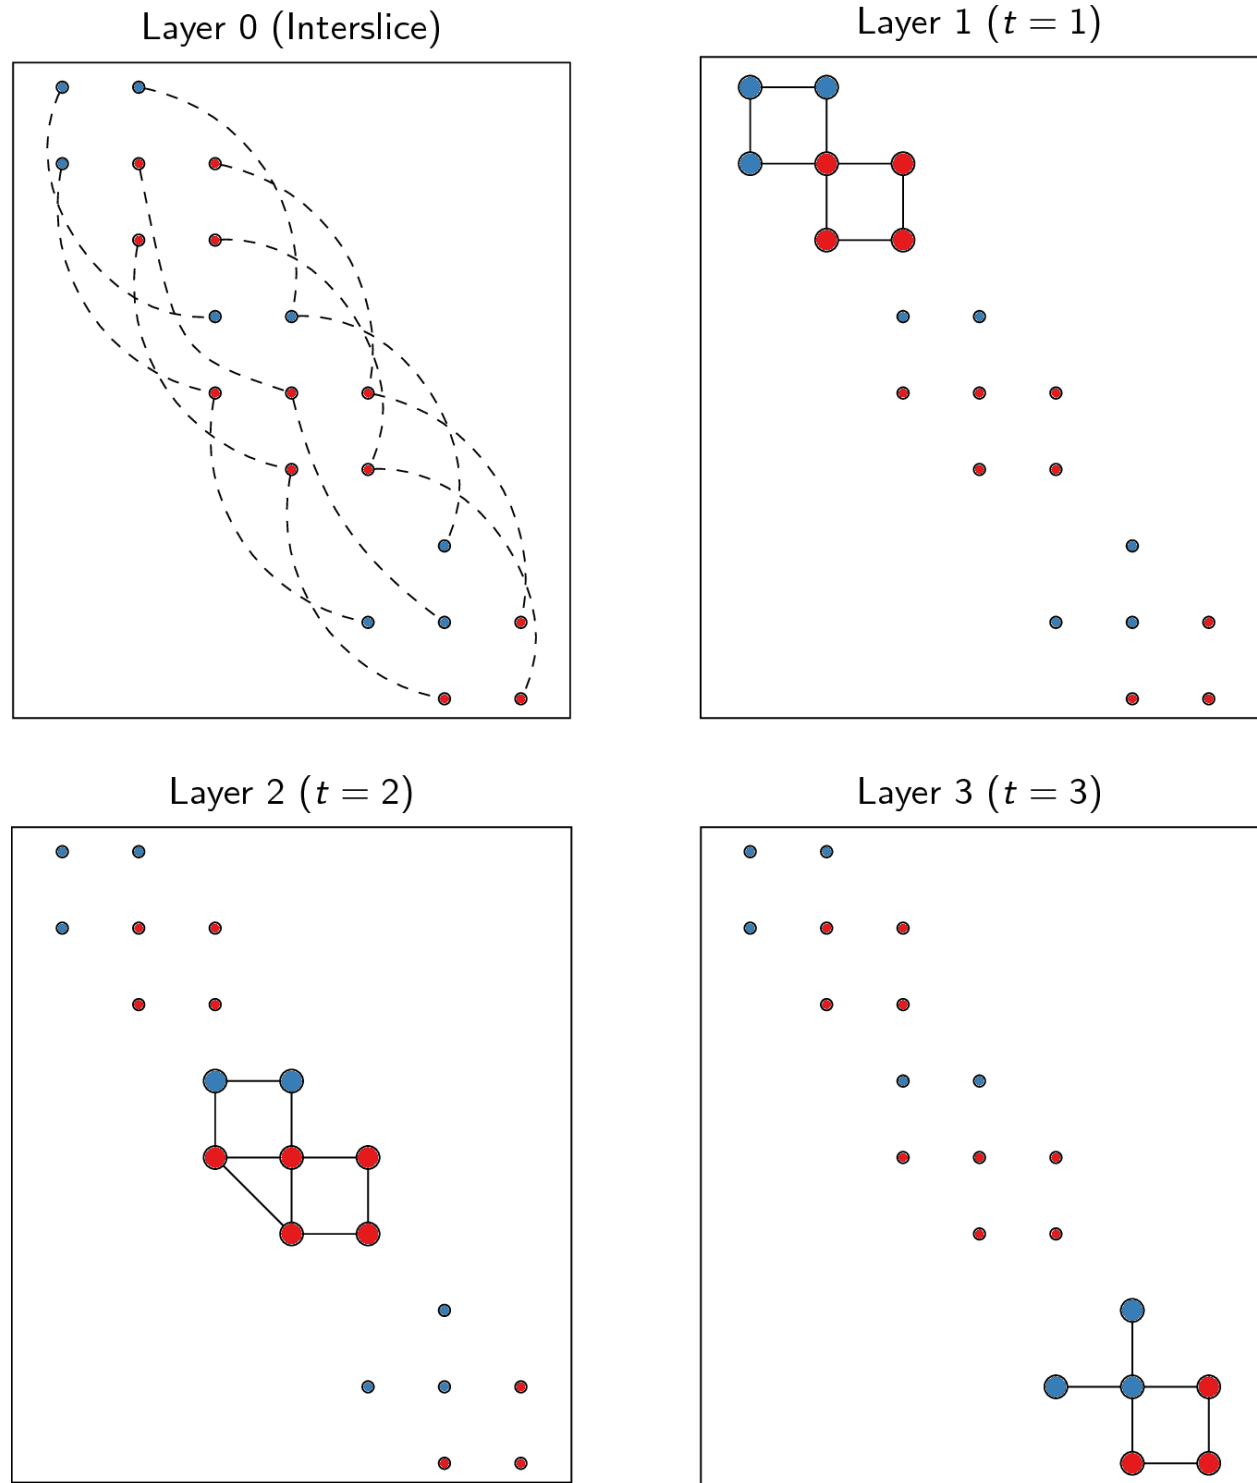 Layer 0 (Interslice)
Layer 1 (t = 1)
Layer 2 (t = 2)
Layer 3 (t = 3)